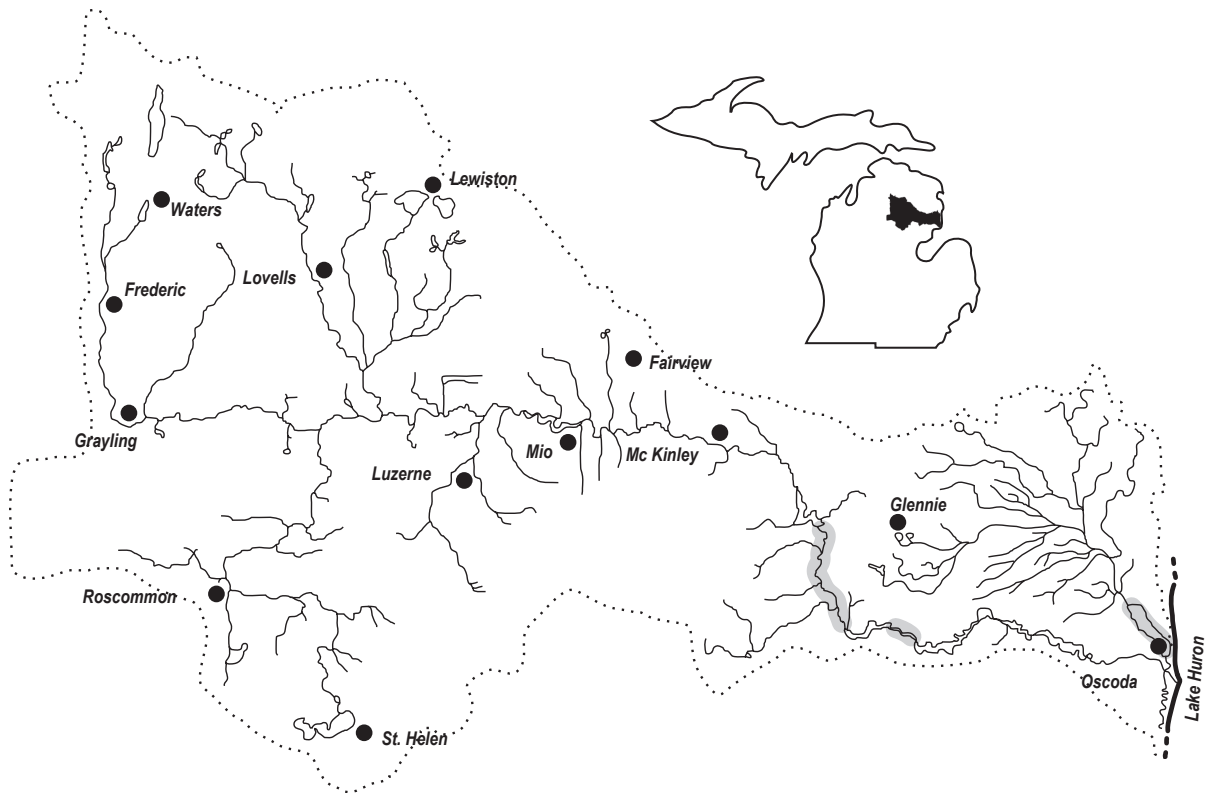 Lewiston
Waters
Lovells
Frederic
Fairview
Grayling
Mio
Mc Kinley
Luzerne
Glennie
Roscommon
Oscoda
Lake Huron
St. Helen